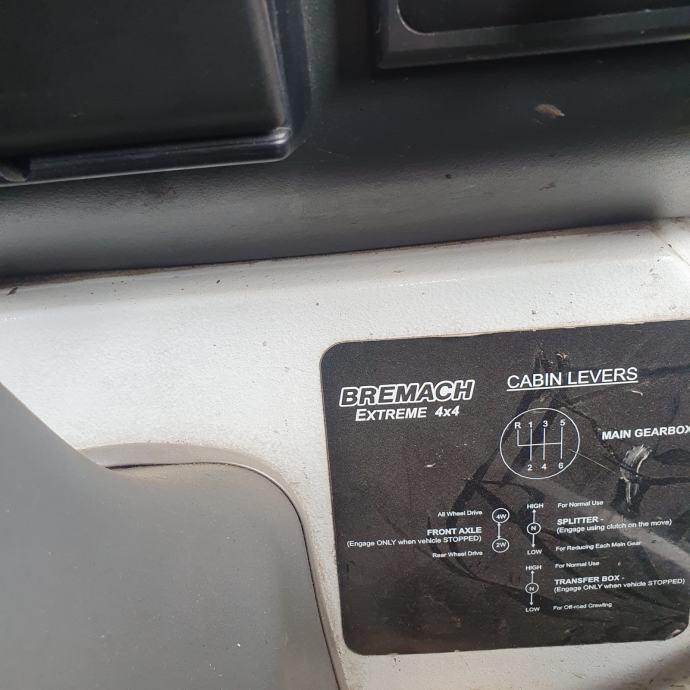 BREMACH
EXTREME 4x4
CABIN LEVERS
R 1 3 5
2 4 6
MAIN GEARBOX
All Wheel Drive 4W
FRONT AXLE
(Engage ONLY when vehicle STOPPED)
Rear Wheel Drive 2W
HIGH For Normal Use
N SPLITTER -
(Engage using clutch on the move)
LOW For Reducing Each Main Gear
HIGH For Normal Use
N TRANSFER BOX -
(Engage ONLY when vehicle STOPPED)
LOW For Off-road Crawling